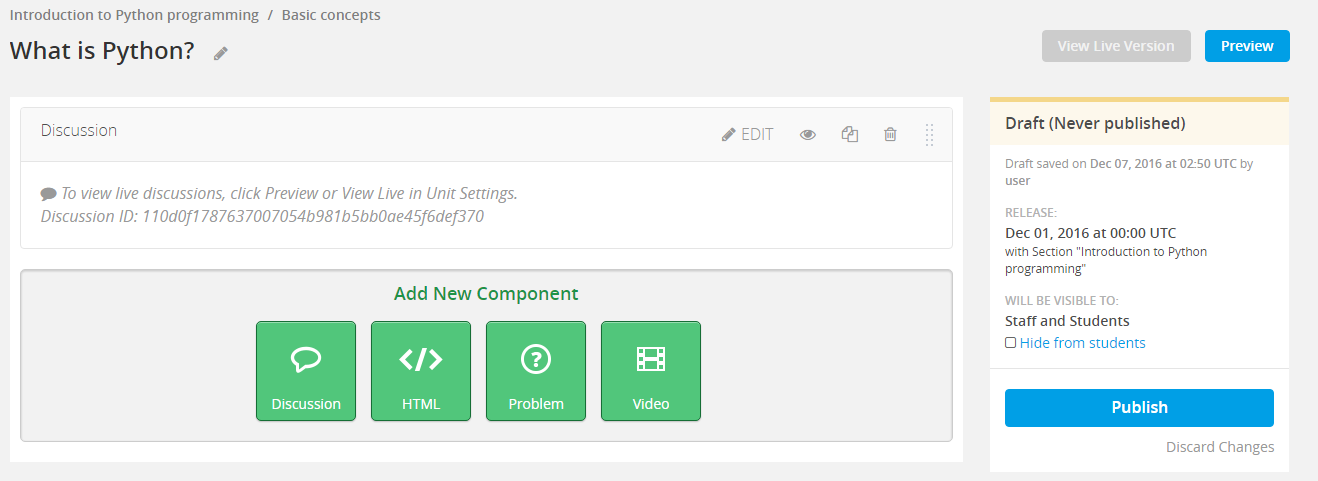 Introduction to Python programming / Basic concepts
What is Python?
View Live Version
Preview
Discussion
EDIT
To view live discussions, click Preview or View Live in Unit Settings.
Discussion ID: 110d0f1787637007054b981b5bb0ae45f6def370
Add New Component
Discussion
HTML
Problem
Video
Draft (Never published)
Draft saved on Dec 07, 2016 at 02:50 UTC by
user
RELEASE:
Dec 01, 2016 at 00:00 UTC
with Section "Introduction to Python
programming"
WILL BE VISIBLE TO:
Staff and Students
Hide from students
Publish
Discard Changes